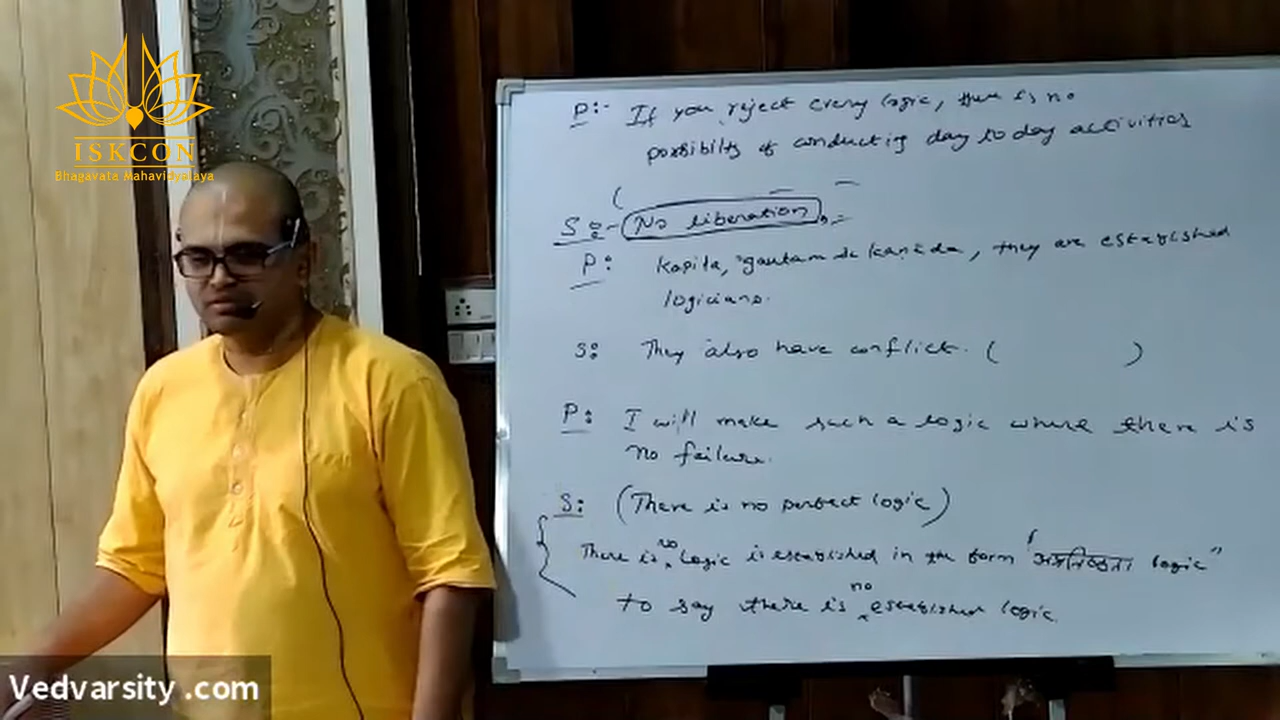 ISKCON
Bhagavata Mahavidyalaya
P:- If you reject every logic, there is no
possibility of conducting day to day activities
S:- No liberation
P: Kapila, gautam & Kanada, they are established
logicians.
S: They also have conflict. ( )
P: I will make such a logic where there is
no failure.
S: (There is no perfect logic)
There is no logic is established in the form "अप्रतिष्ठिता logic"
to say there is no established logic.
Vedvarsity .com